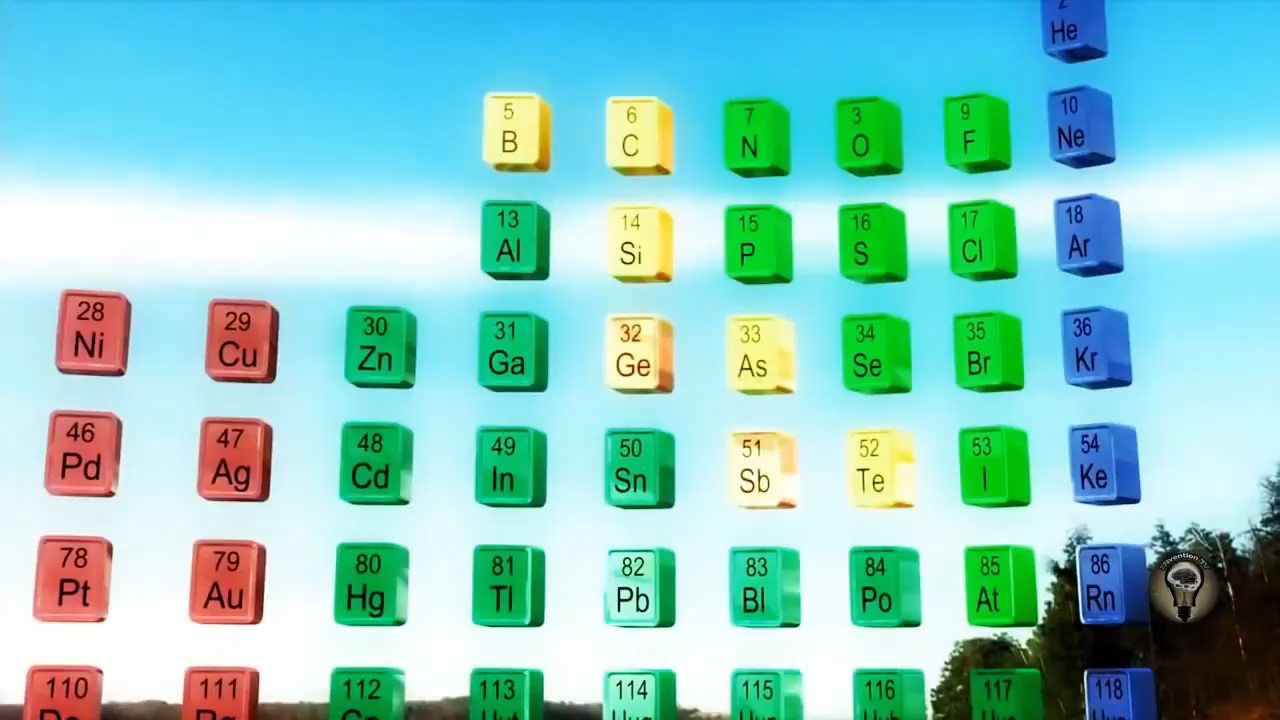 2
He
5
B
6
C
7
N
3
O
9
F
10
Ne
13
Al
14
Si
15
P
16
S
17
Cl
18
Ar
28
Ni
29
Cu
30
Zn
31
Ga
32
Ge
33
As
34
Se
35
Br
36
Kr
46
Pd
47
Ag
48
Cd
49
In
50
Sn
51
Sb
52
Te
53
I
54
Ke
78
Pt
79
Au
80
Hg
81
Tl
82
Pb
83
Bl
84
Po
85
At
86
Rn
110
111
112
113
114
115
116
117
118